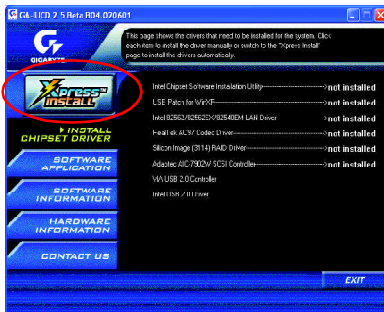 GA-LICD 2.5 Beta B04.020601
This page shows the drivers that need to be installed for the system. Click
each item to install the driver manually or switch to the "Xpress Install"
page to install the drivers automatically.
GIGABYTE
Xpress™
INSTALL
INSTALL
CHIPSET DRIVER
SOFTWARE
APPLICATION
SOFTWARE
INFORMATION
HARDWARE
INFORMATION
CONTACT US
Intel Chipset Software Installation Utility not installed
USB Patch for WinXP not installed
Intel 82562/82562EX/82540EM LAN Driver not installed
RealTek AC97 Codec Driver not installed
Silicon Image (3114) RAID Driver not installed
Adaptec AIC-7902W SCSI Controller not installed
VIA USB 2.0 Controller
Intel USB 2.0 Driver
EXIT